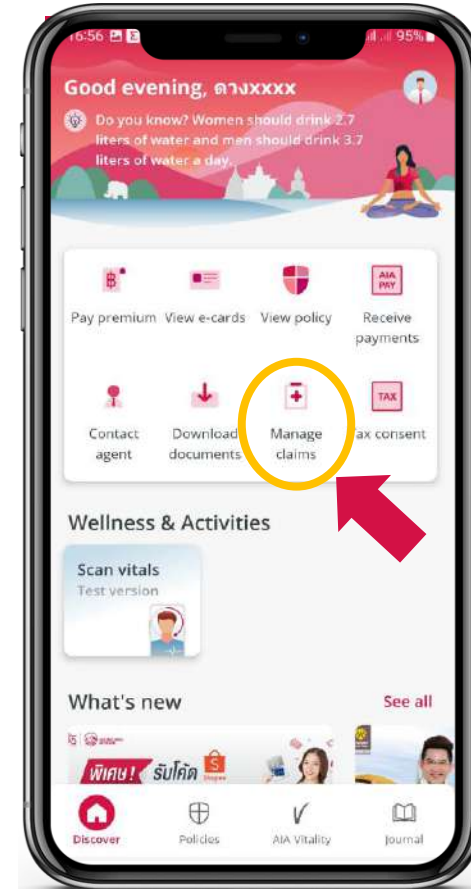 16:56
95%
Good evening, ดวงxxxx
Do you know? Women should drink 2.7
liters of water and men should drink 3.7
liters of water a day.
AIA
PAY
Pay premium View e-cards View policy Receive
payments
TAX
Contact Download Manage Tax consent
agent documents claims
Wellness & Activities
Scan vitals
Test version
What's new See all
พิเศษ! รับโค้ด
Discover Policies AIA Vitality Journal